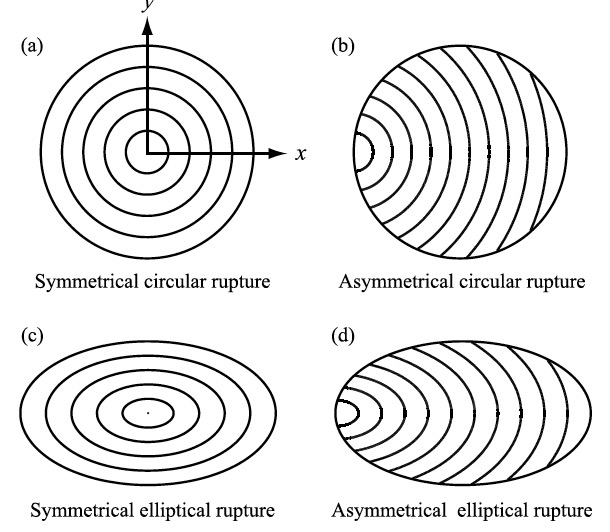 y
(a)
(b)
x
Symmetrical circular rupture
Asymmetrical circular rupture
(c)
(d)
Symmetrical elliptical rupture
Asymmetrical elliptical rupture